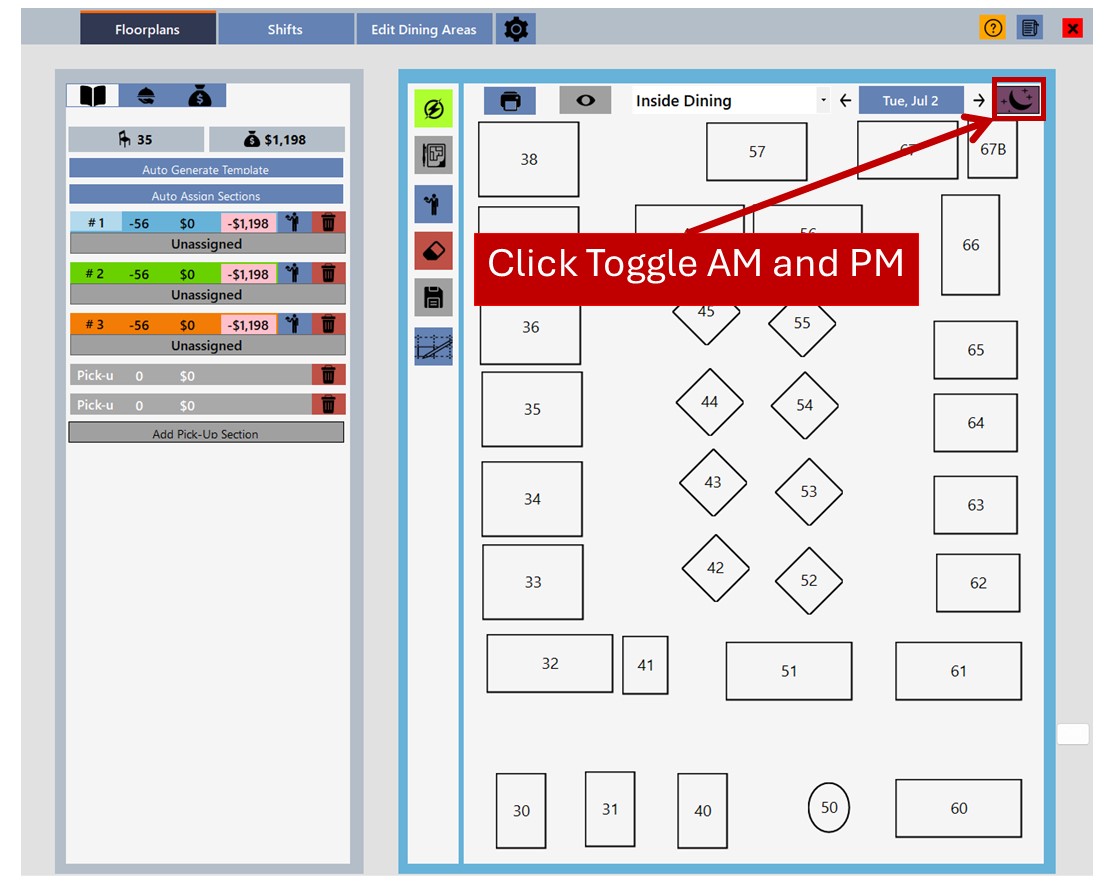 Floorplans
Shifts
Edit Dining Areas
35
$1,198
Auto Generate Template
Auto Assign Sections
# 1 -56 $0 -$1,198
Unassigned
# 2 -56 $0 -$1,198
Unassigned
# 3 -56 $0 -$1,198
Unassigned
Pick-u 0 $0
Pick-u 0 $0
Add Pick-Up Section
Inside Dining
Tue, Jul 2
38
57
67B
Click Toggle AM and PM
66
36
45
55
65
35
44
54
64
34
43
53
63
33
42
52
62
32
41
51
61
30
31
40
50
60